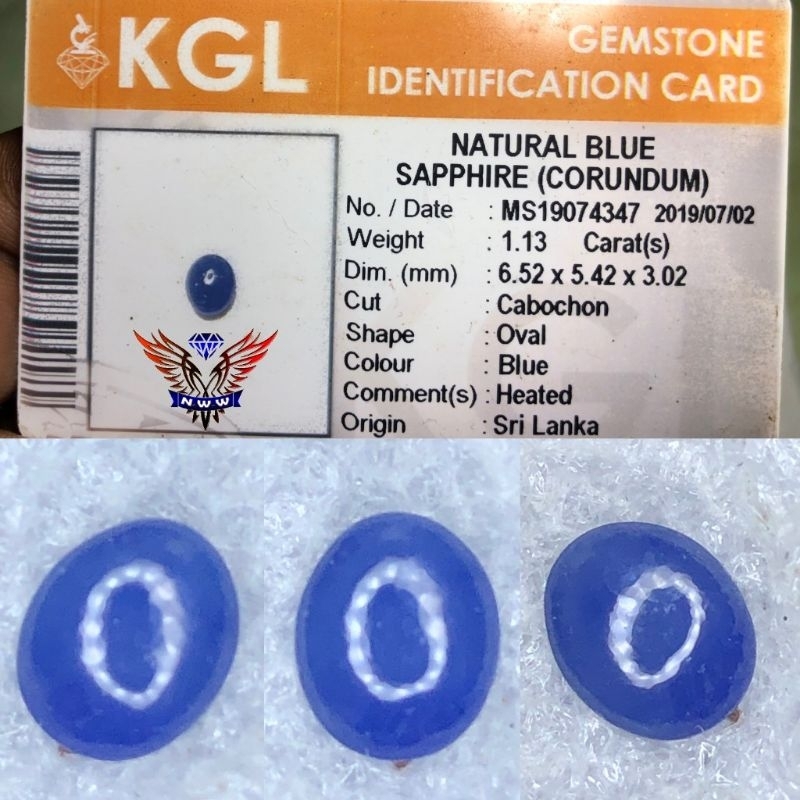 KGL
GEMSTONE
IDENTIFICATION CARD
NATURAL BLUE
SAPPHIRE (CORUNDUM)
No. / Date : MS19074347 2019/07/02
Weight : 1.13 Carat(s)
Dim. (mm) : 6.52 x 5.42 x 3.02
Cut : Cabochon
Shape : Oval
Colour : Blue
Comment(s) : Heated
Origin : Sri Lanka
NWW